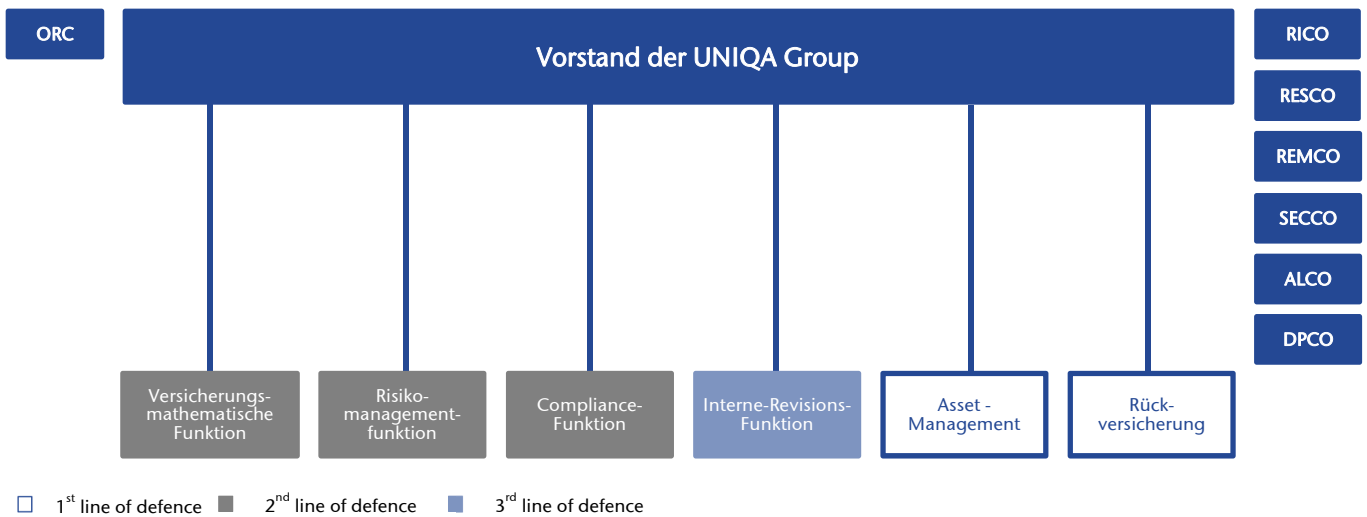 ORC
Vorstand der UNIQA Group
RICO
RESCO
REMCO
SECCO
ALCO
DPCO
Versicherungs-
mathematische
Funktion
Risiko-
management-
funktion
Compliance-
Funktion
Interne-Revisions-
Funktion
Asset -
Management
Rück-
versicherung
1st line of defence
2nd line of defence
3rd line of defence